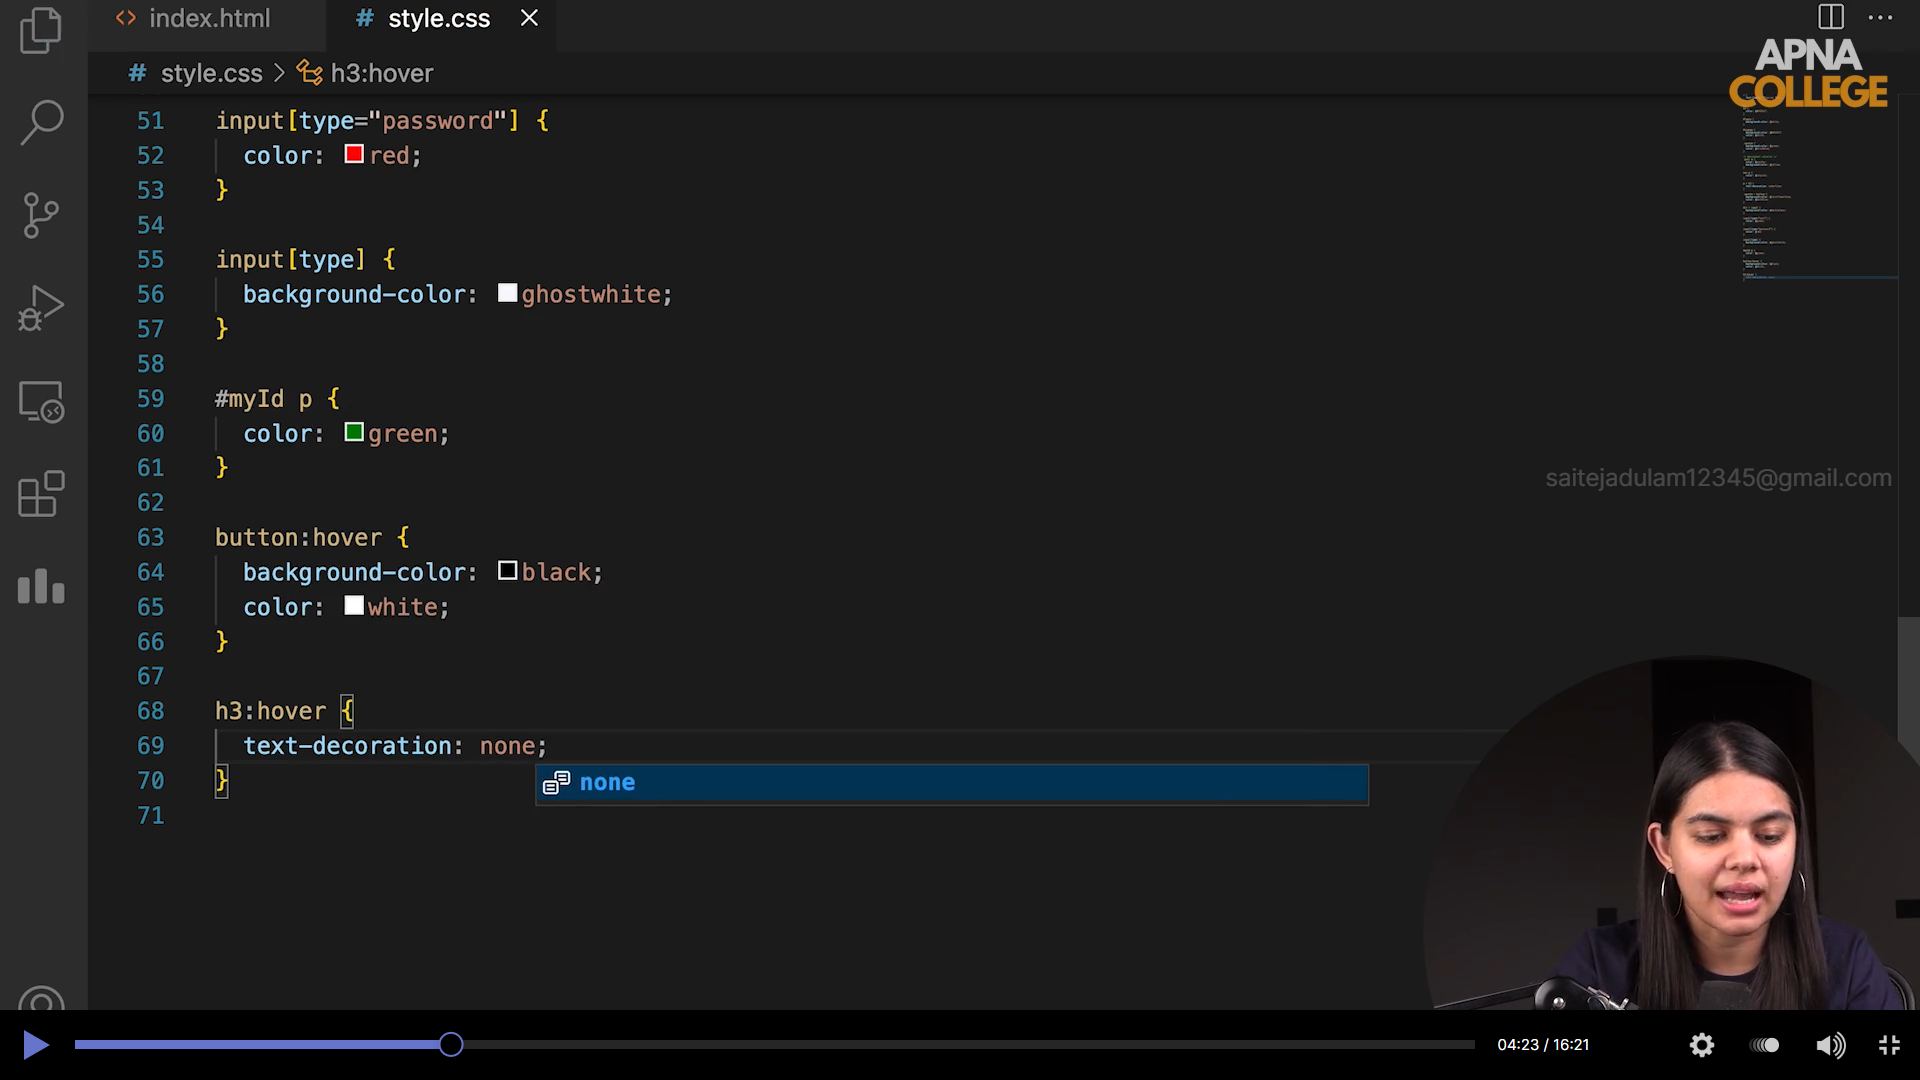 index.html
# style.css
APNA
COLLEGE
# style.css > h3:hover
51 input[type="password"] {
52 color: red;
53 }
54
55 input[type] {
56 background-color: ghostwhite;
57 }
58
59 #myId p {
60 color: green;
61 }
62
saitejadulam12345@gmail.com
63 button:hover {
64 background-color: black;
65 color: white;
66 }
67
68 h3:hover {
69 text-decoration: none;
70 }
none
71
04:23 / 16:21